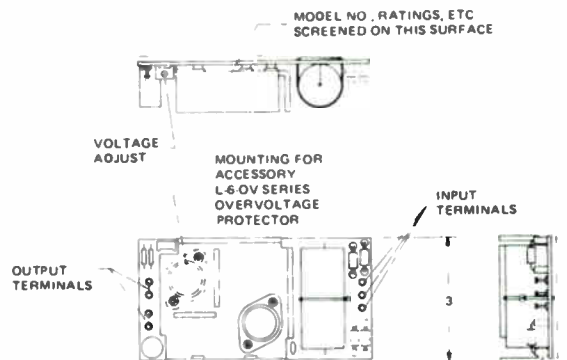 MODEL NO., RATINGS, ETC
SCREENED ON THIS SURFACE
VOLTAGE
ADJUST
MOUNTING FOR
ACCESSORY
L-6-OV SERIES
OVERVOLTAGE
PROTECTOR
INPUT
TERMINALS
OUTPUT
TERMINALS
3